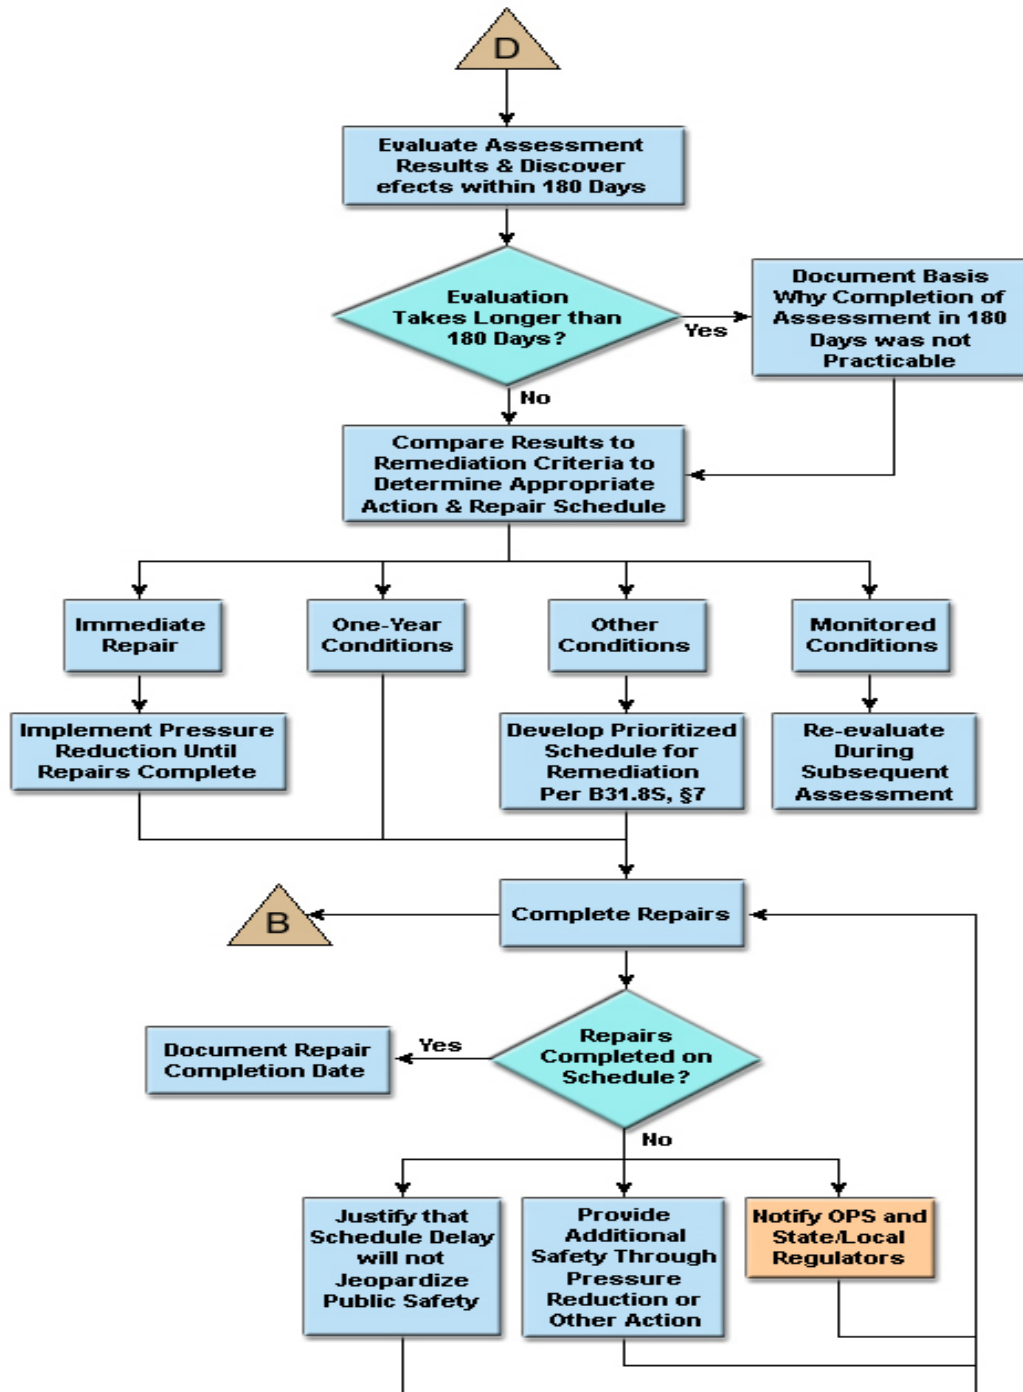 D
Evaluate Assessment
Results & Discover
efects within 180 Days
Evaluation
Takes Longer than
180 Days?
Yes
Document Basis
Why Completion of
Assessment in 180
Days was not
Practicable
No
Compare Results to
Remediation Criteria to
Determine Appropriate
Action & Repair Schedule
Immediate
Repair
One-Year
Conditions
Other
Conditions
Monitored
Conditions
Implement Pressure
Reduction Until
Repairs Complete
Develop Prioritized
Schedule for
Remediation
Per B31.8S, §7
Re-evaluate
During
Subsequent
Assessment
B
Complete Repairs
Repairs
Completed on
Schedule?
Yes
Document Repair
Completion Date
No
Justify that
Schedule Delay
will not
Jeopardize
Public Safety
Provide
Additional
Safety Through
Pressure
Reduction or
Other Action
Notify OPS and
State/Local
Regulators